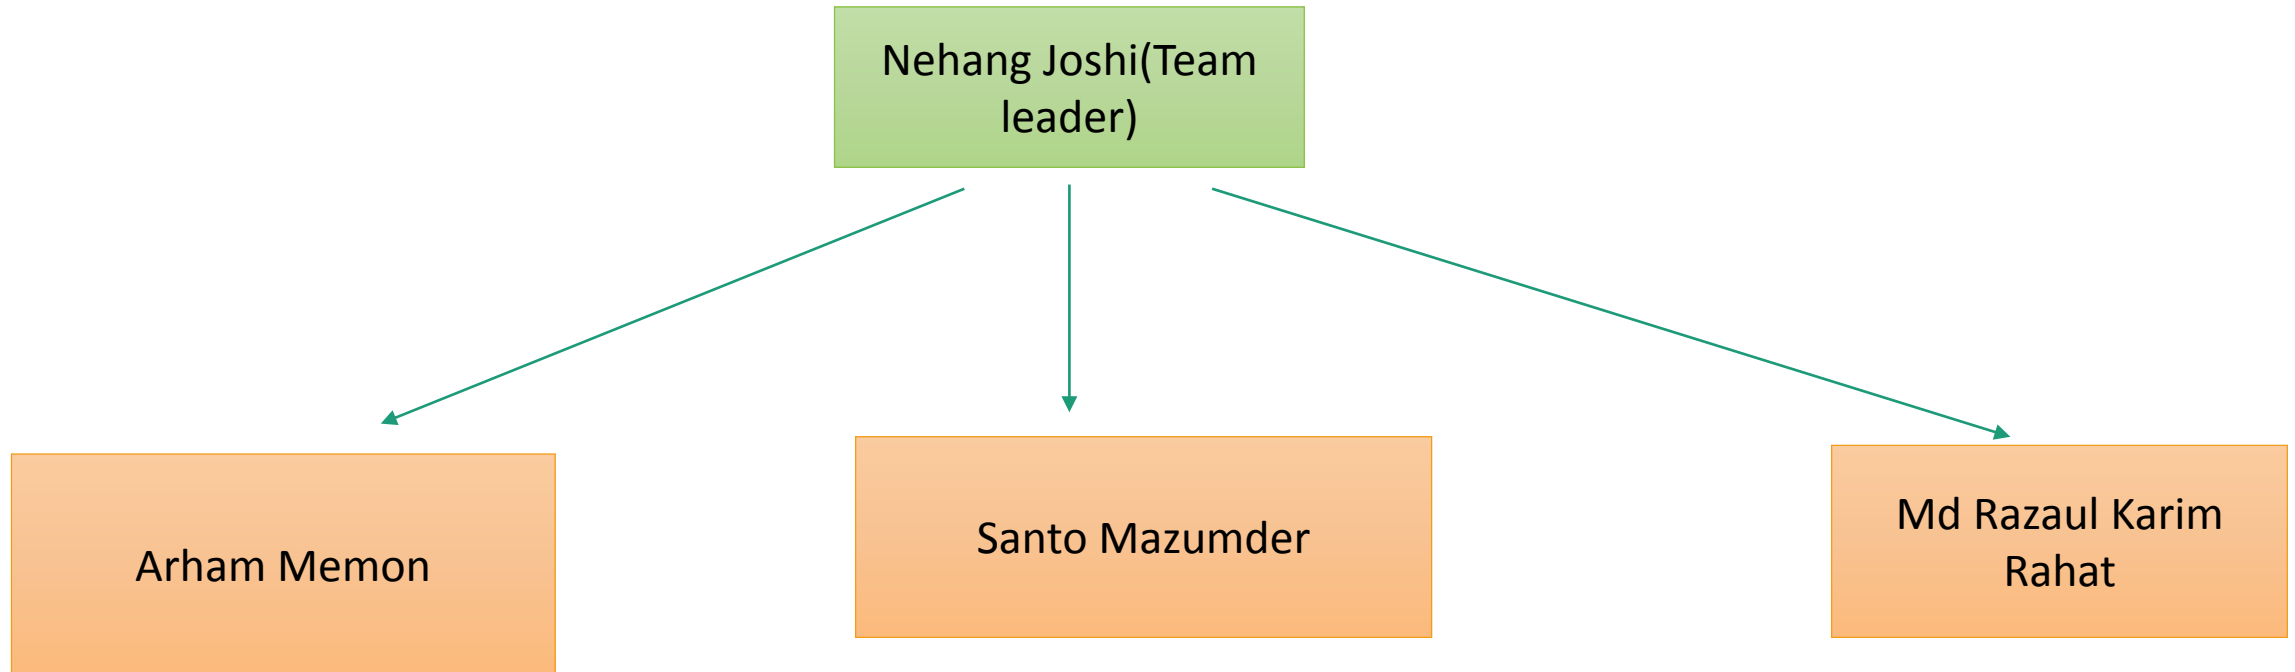 Nehang Joshi(Team
leader)
Arham Memon
Santo Mazumder
Md Razaul Karim
Rahat